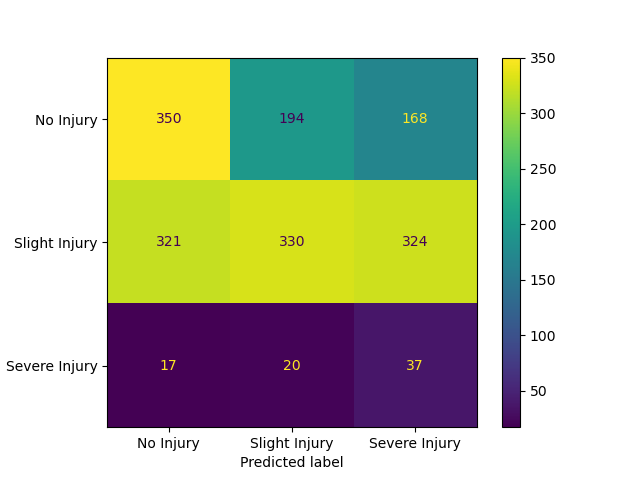 No Injury 350 194 168
Slight Injury 321 330 324
Severe Injury 17 20 37
No Injury Slight Injury Severe Injury
Predicted label
350
300
250
200
150
100
50